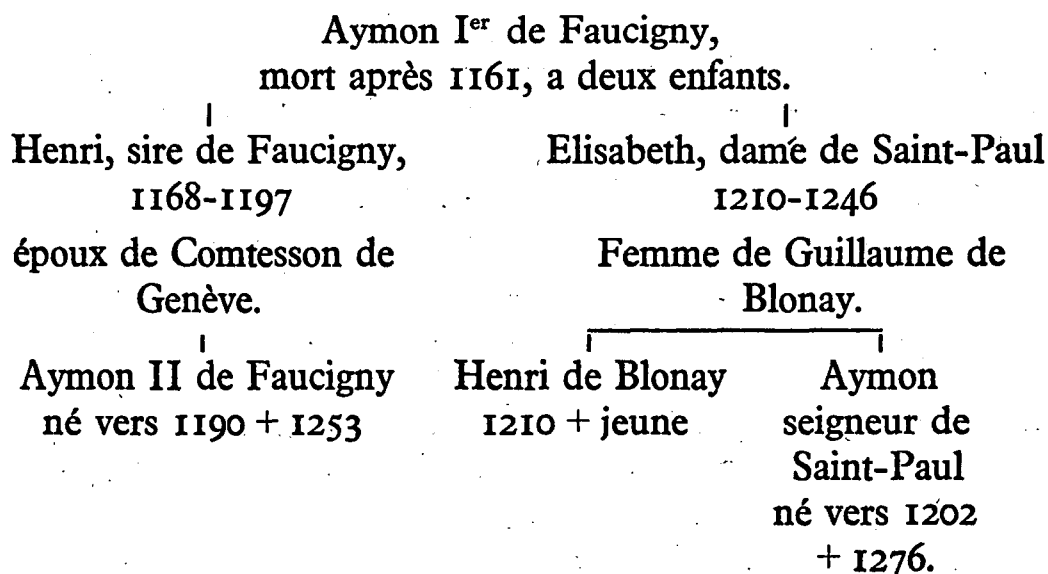 Aymon Iᵉʳ de Faucigny,
mort après 1161, a deux enfants.
Henri, sire de Faucigny,
1168-1197
époux de Comtesson de
Genève.
Elisabeth, dame de Saint-Paul
1210-1246
Femme de Guillaume de
Blonay.
Aymon II de Faucigny
né vers 1190 + 1253
Henri de Blonay
1210 + jeune
Aymon
seigneur de
Saint-Paul
né vers 1202
+ 1276.